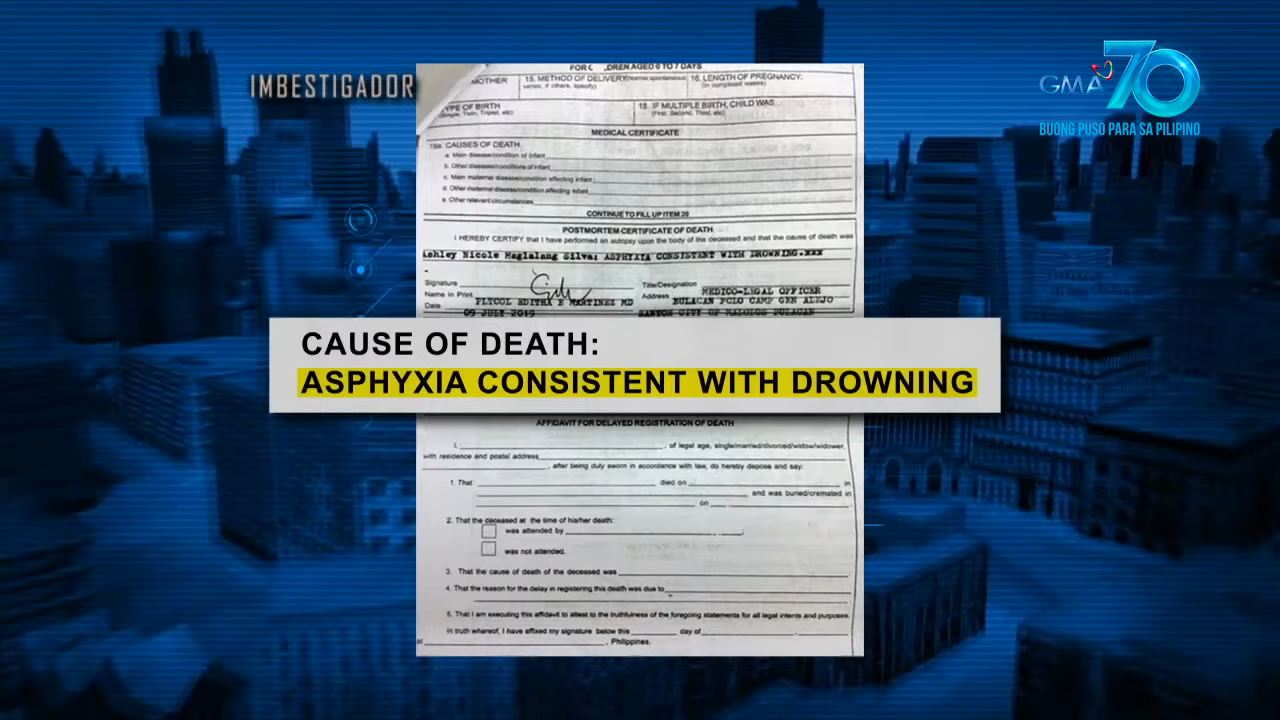 IMBESTIGADOR
GMA 70
BUONG PUSO PARA SA PILIPINO
DREN AGED 0 TO 7 DAYS
MOTHER
15. METHOD OF DELIVERY (Normal spontaneous
vertex, if others, specify)
16. LENGTH OF PREGNANCY:
(in completed weeks)
YPE OF BIRTH
(Single, Twin, Triplet, etc)
18. IF MULTIPLE BIRTH, CHILD WAS
(First, Second, Third, etc)
MEDICAL CERTIFICATE
19a. CAUSES OF DEATH
a. Main disease/condition of infant
b. Other diseases/conditions of infant
c. Main maternal disease/condition affecting infant
d. Other maternal disease/condition affecting infant
e. Other relevant circumstances
CONTINUE TO FILL UP ITEM 20
POSTMORTEM CERTIFICATE OF DEATH
I HEREBY CERTIFY that I have performed an autopsy upon the body of the deceased and that the cause of death was
Ashley Nicole Maglalang Silva; ASPHYXIA CONSISTENT WITH DROWNING.xxx
Signature
Title/Designation MEDICO-LEGAL OFFICER
Name in Print PLTCOL EDITHA B MARTINEZ MD
Address BULACAN PCLO CAMP GEN ALEJO
Date 09 JULY 2019
SANTOS CITY OF MALOLOS BULACAN
CAUSE OF DEATH:
ASPHYXIA CONSISTENT WITH DROWNING
AFFIDAVIT FOR DELAYED REGISTRATION OF DEATH
I, , of legal age, single/married/divorced/widow/widower,
with residence and postal address
, after being duly sworn in accordance with law, do hereby depose and say:
1. That died on in
and was buried/cremated in
on
2. That the deceased at the time of his/her death:
was attended by ;
was not attended.
3. That the cause of death of the deceased was
4. That the reason for the delay in registering this death was due to
5. That I am executing this affidavit to attest to the truthfulness of the foregoing statements for all legal intents and purposes.
In truth whereof, I have affixed my signature below this day of
at , Philippines.